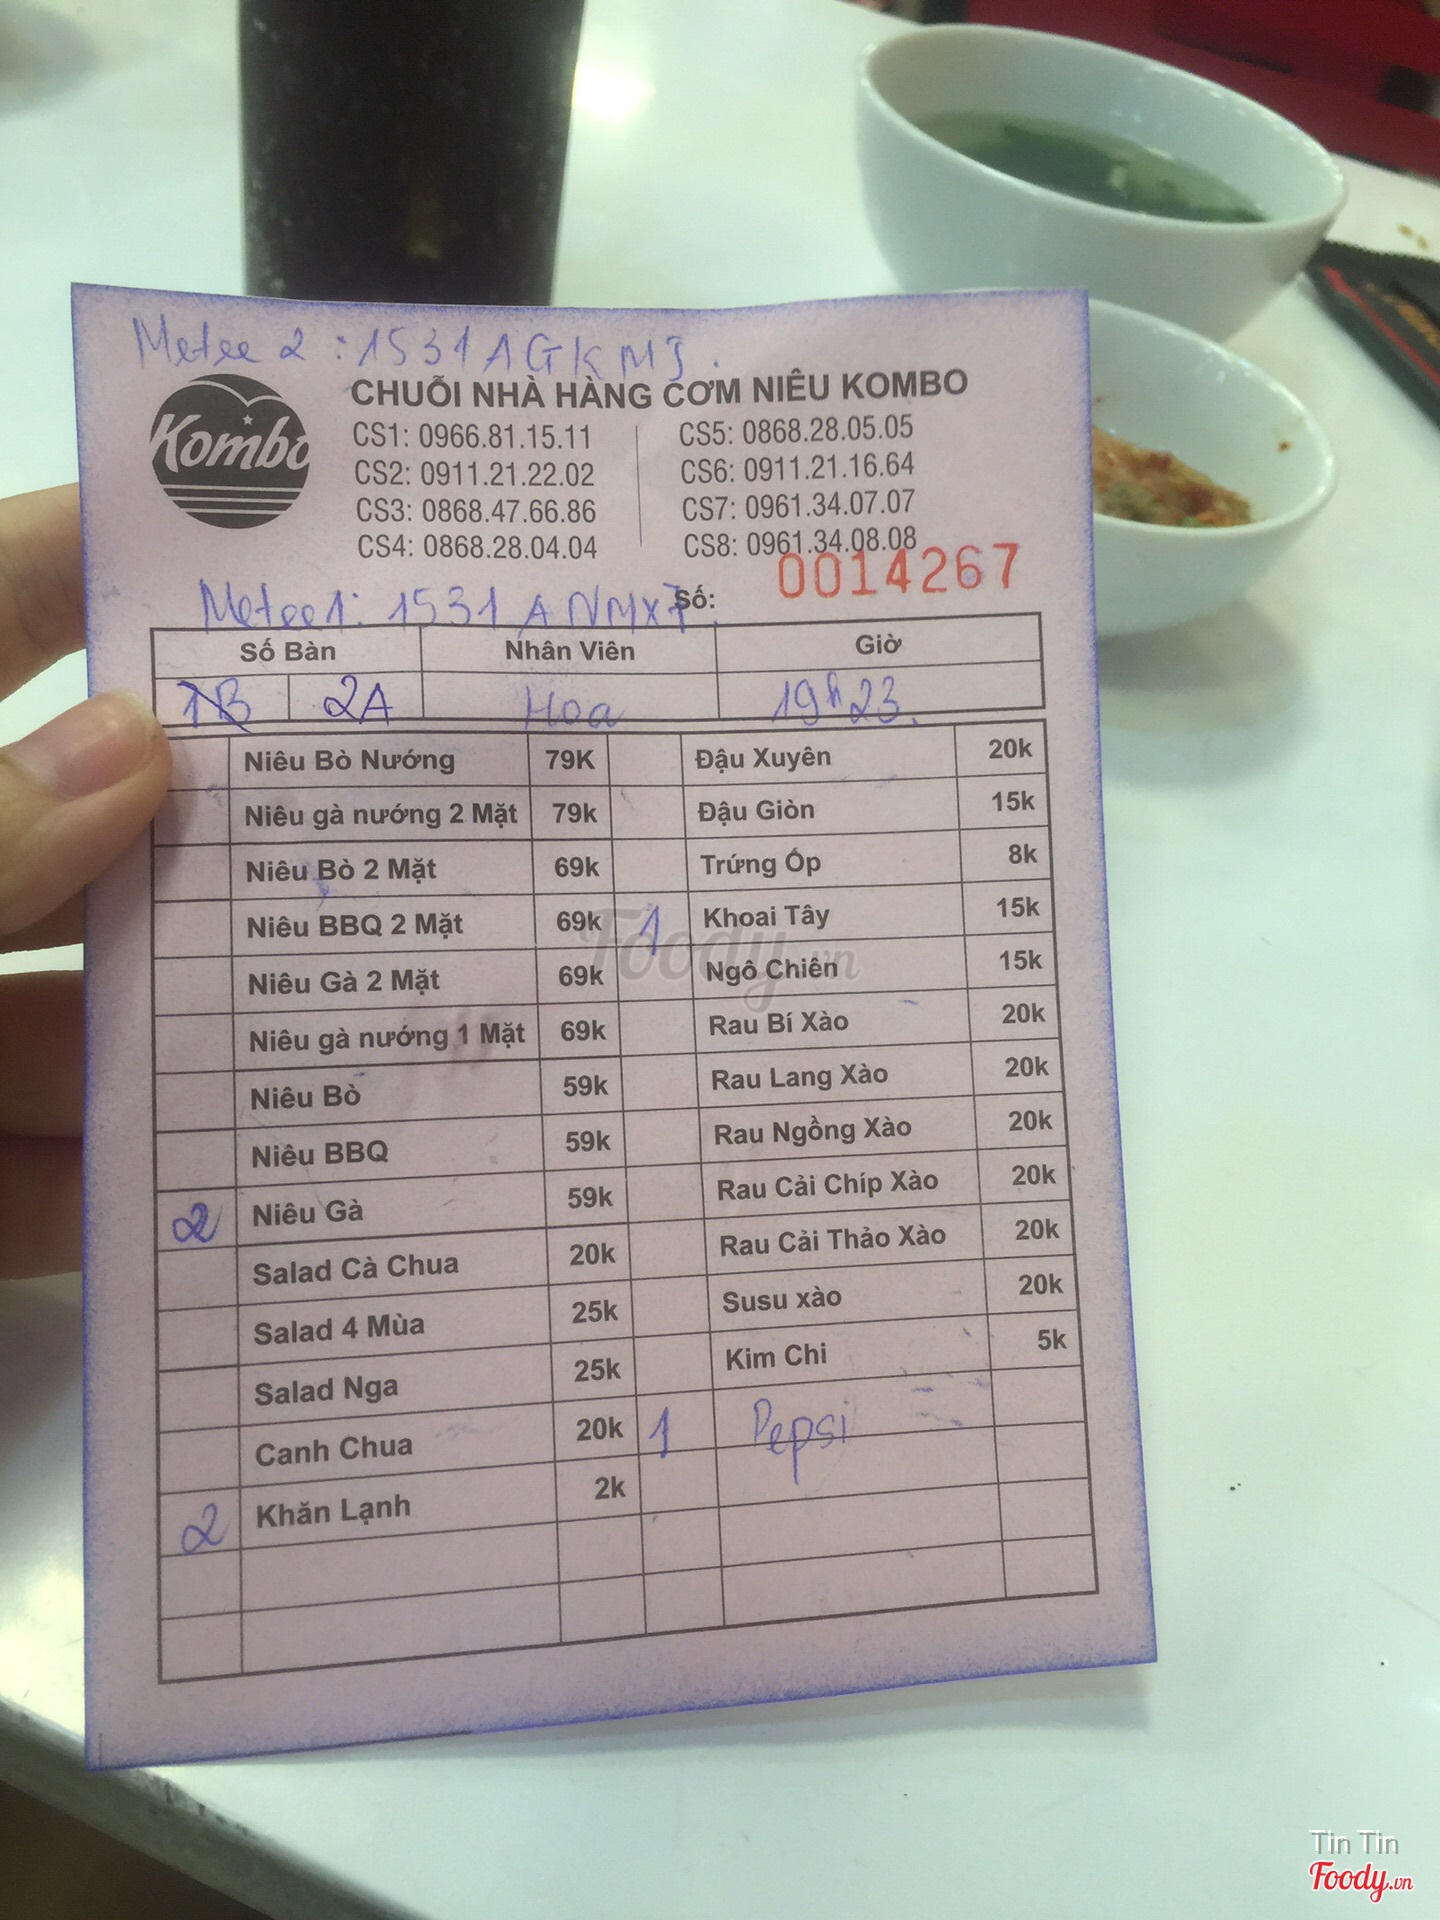 Metee 2 : 1531AGKMJ.
Kombo
CHUỖI NHÀ HÀNG CƠM NIÊU KOMBO
CS1: 0966.81.15.11
CS5: 0868.28.05.05
CS2: 0911.21.22.02
CS6: 0911.21.16.64
CS3: 0868.47.66.86
CS7: 0961.34.07.07
CS4: 0868.28.04.04
CS8: 0961.34.08.08
Metee1: 1531ANMX7.
Số: 0014267
Số Bàn Nhân Viên Giờ
1B 2A Hoa 19h23.
Niêu Bò Nướng 79K Đậu Xuyên 20k
Niêu gà nướng 2 Mặt 79k Đậu Giòn 15k
Niêu Bò 2 Mặt 69k Trứng Ốp 8k
Niêu BBQ 2 Mặt 69k 1 Khoai Tây 15k
Niêu Gà 2 Mặt 69k Ngô Chiên 15k
Niêu gà nướng 1 Mặt 69k Rau Bí Xào 20k
Niêu Bò 59k Rau Lang Xào 20k
Niêu BBQ 59k Rau Ngồng Xào 20k
2 Niêu Gà 59k Rau Cải Chíp Xào 20k
Salad Cà Chua 20k Rau Cải Thảo Xào 20k
Salad 4 Mùa 25k Susu xào 20k
Salad Nga 25k Kim Chi 5k
Canh Chua 20k 1 Pepsi
2 Khăn Lạnh 2k
Foody.vn
Tin Tin
Foody.vn